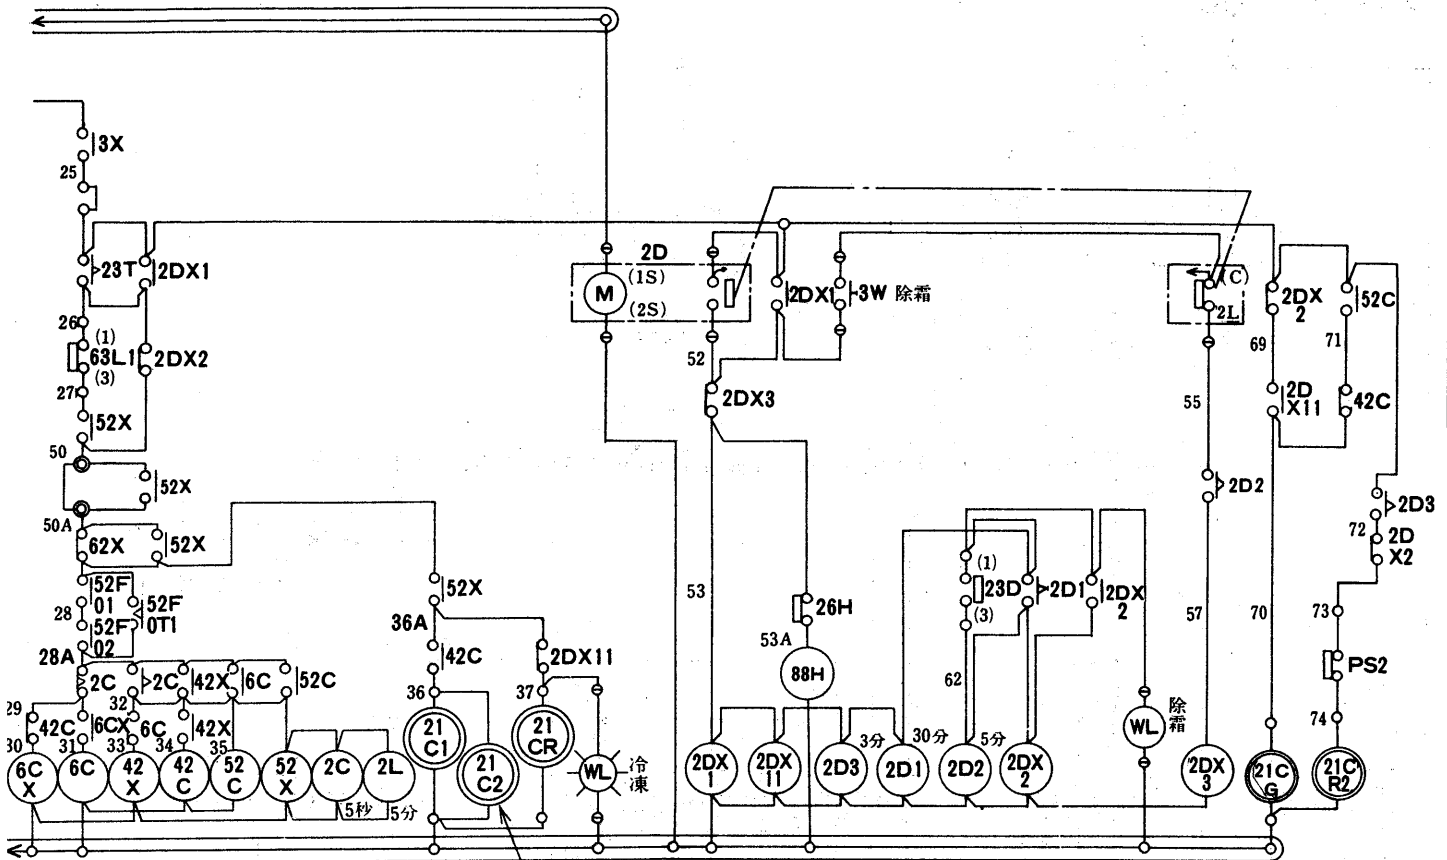 3X
25
23T
2DX1
26
(1)
63L1
(3)
2DX2
27
52X
50
52X
50A
62X
52X
52F
01
28
52F
0T1
52F
02
28A
2C
2C
42X
6C
52C
29
32
42C
6CX
6C
42X
30
31
33
34
35
6C
X
6C
42
X
42
C
52
C
52
X
2C
2L
5秒
5分
52X
36A
42C
2DX11
36
37
21
C1
21
C2
21
CR
WL
冷凍
2D
M
(1S)
(2S)
2DX1
3W 除霜
52
2DX3
53
26H
53A
88H
(1)
23D
(3)
2D1
2DX
2
62
3分
30分
5分
2DX
1
2DX
11
2D3
2D1
2D2
2DX
2
WL
除霜
(C)
2L
55
2D2
57
2DX
3
2DX
2
69
2D
X11
70
21C
G
52C
71
42C
2D3
72
2D
X2
73
PS2
74
21C
R2